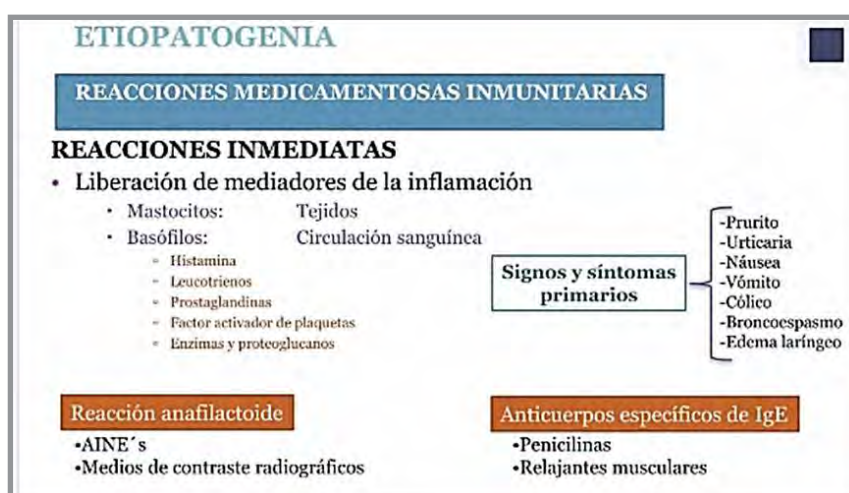 ETIOPATOGENIA
REACCIONES MEDICAMENTOSAS INMUNITARIAS
REACCIONES INMEDIATAS
• Liberación de mediadores de la inflamación
• Mastocitos: Tejidos
• Basófilos: Circulación sanguínea
▫ Histamina
▫ Leucotrienos
▫ Prostaglandinas
▫ Factor activador de plaquetas
▫ Enzimas y proteoglucanos
Signos y síntomas
primarios
-Prurito
-Urticaria
-Náusea
-Vómito
-Cólico
-Broncoespasmo
-Edema laríngeo
Reacción anafilactoide
•AINE´s
•Medios de contraste radiográficos
Anticuerpos específicos de IgE
•Penicilinas
•Relajantes musculares